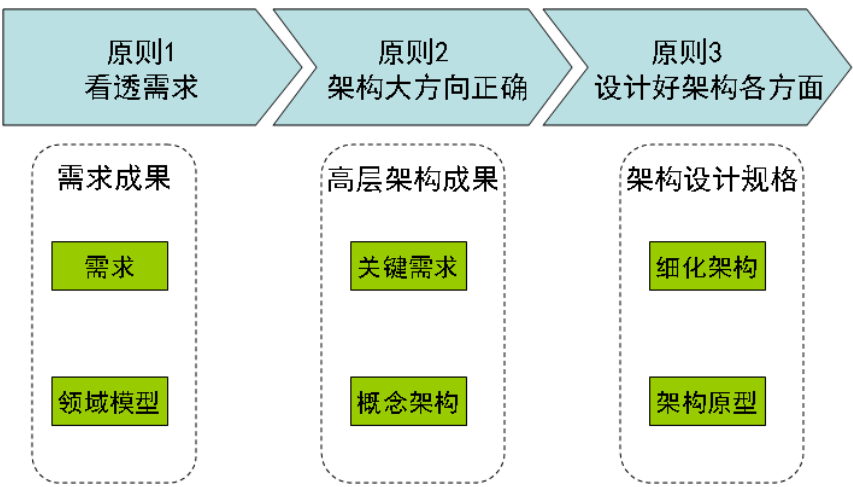 原则1
看透需求
原则2
架构大方向正确
原则3
设计好架构各方面
需求成果
需求
领域模型
高层架构成果
关键需求
概念架构
架构设计规格
细化架构
架构原型